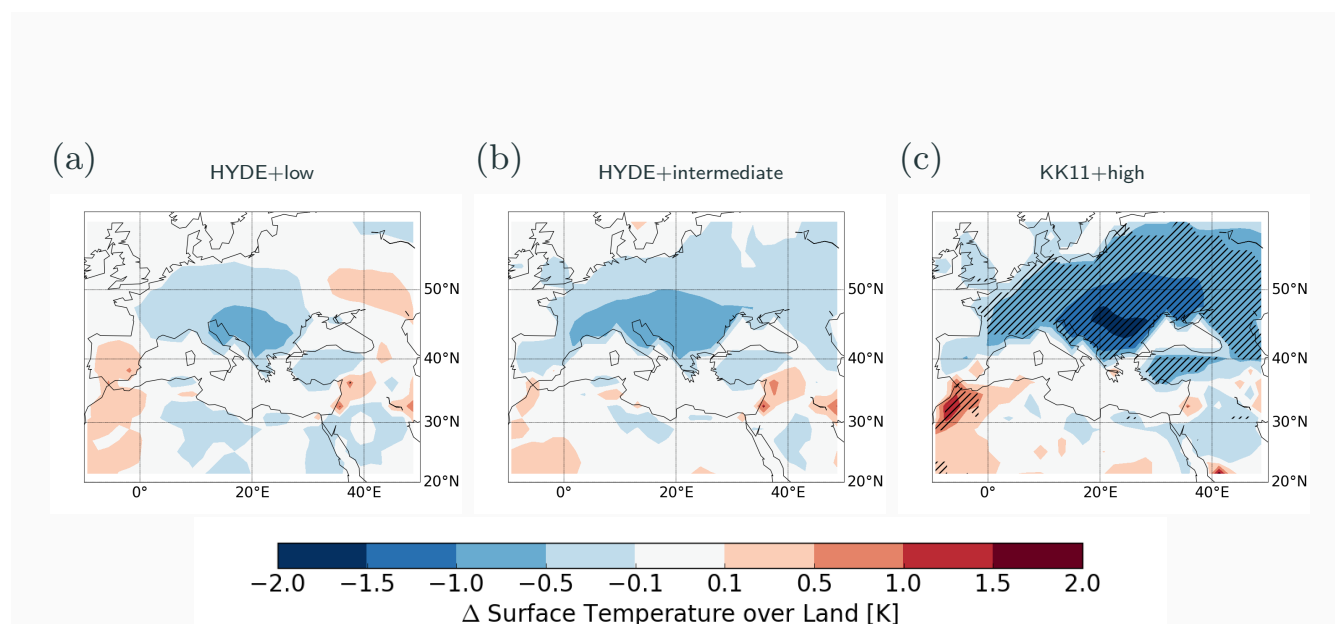 (a) (b) (c)
HYDE+low HYDE+intermediate KK11+high
50°N 50°N 50°N
40°N 40°N 40°N
30°N 30°N 30°N
20°N 20°N 20°N
0° 20°E 40°E 0° 20°E 40°E 0° 20°E 40°E
−2.0 −1.5 −1.0 −0.5 −0.1 0.1 0.5 1.0 1.5 2.0
Δ Surface Temperature over Land [K]